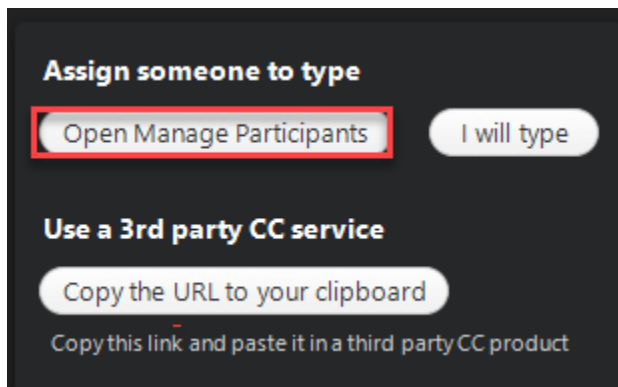 Assign someone to type
Open Manage Participants
I will type
Use a 3rd party CC service
Copy the URL to your clipboard
Copy this link and paste it in a third party CC product